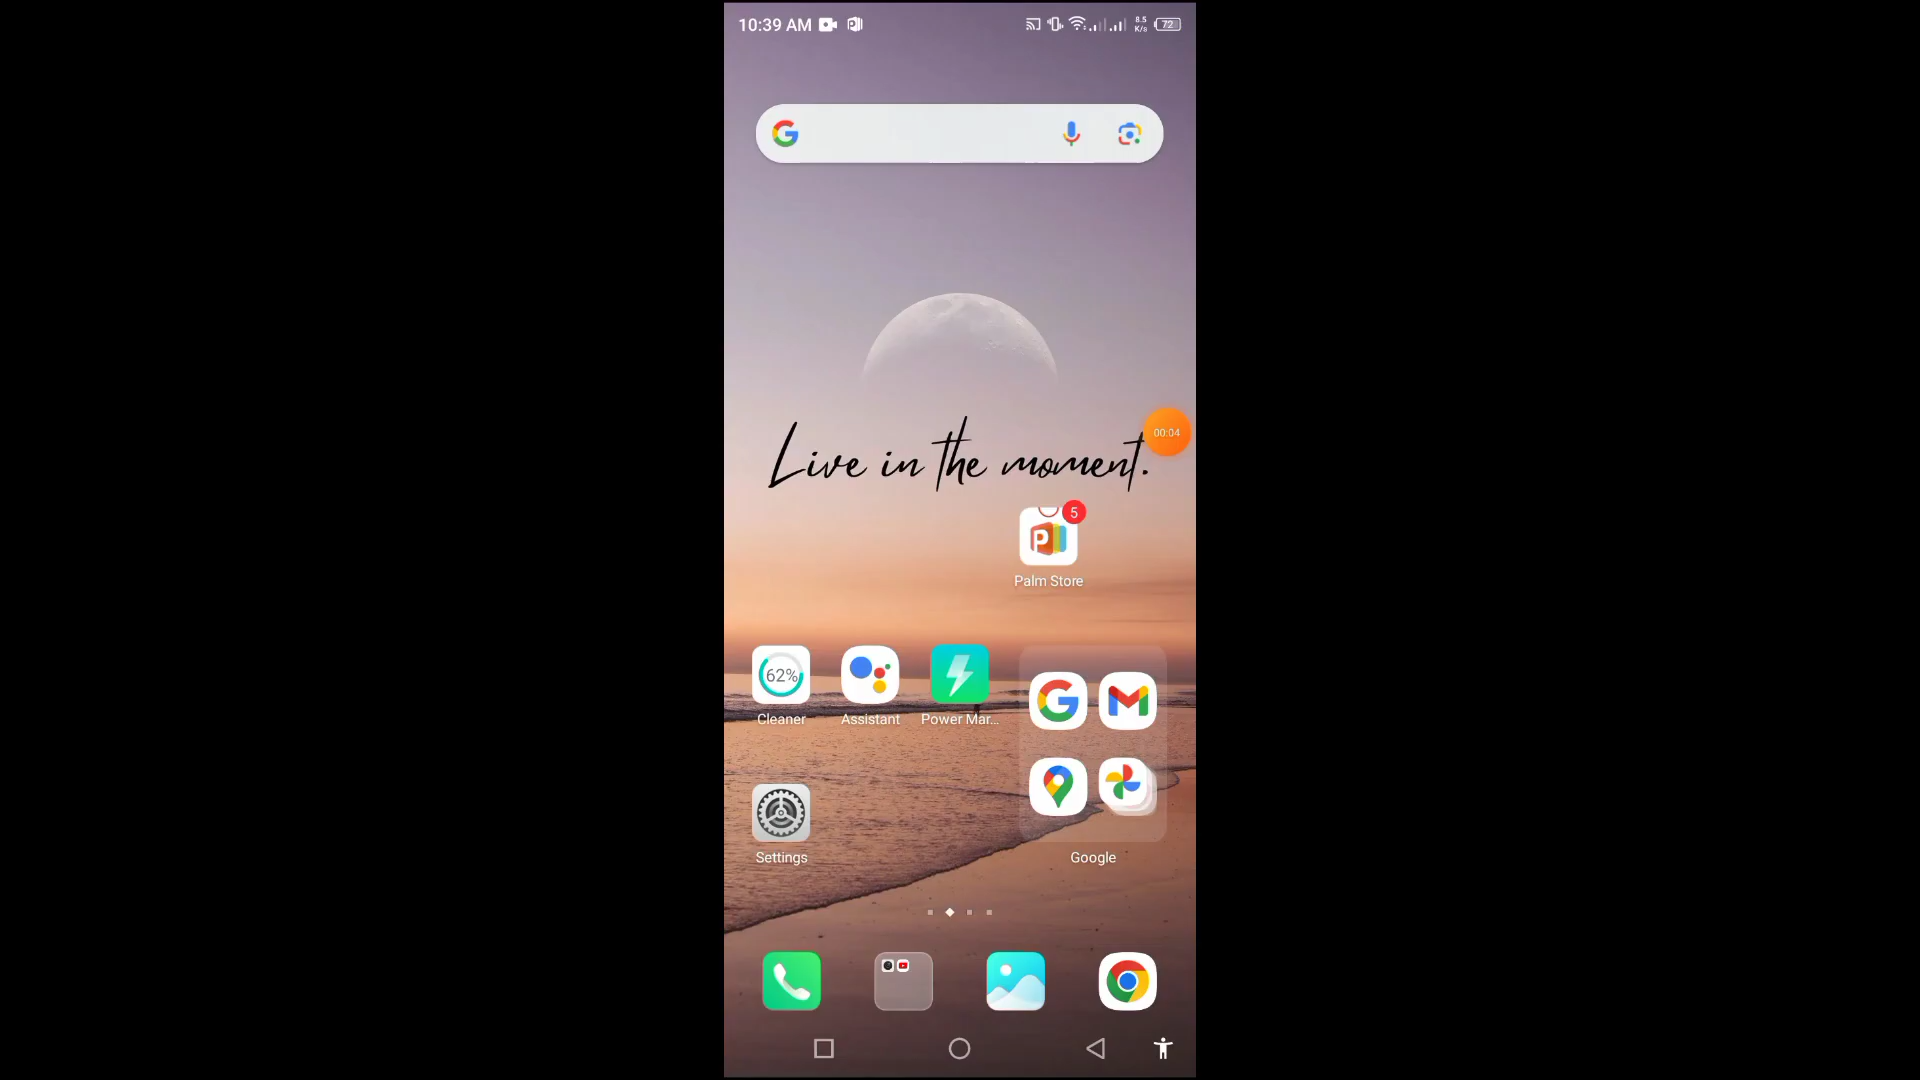 10:39 AM
8.5
K/s
72
Live in the moment.
00:04
5
Palm Store
62%
Cleaner
Assistant
Power Mar...
Settings
Google